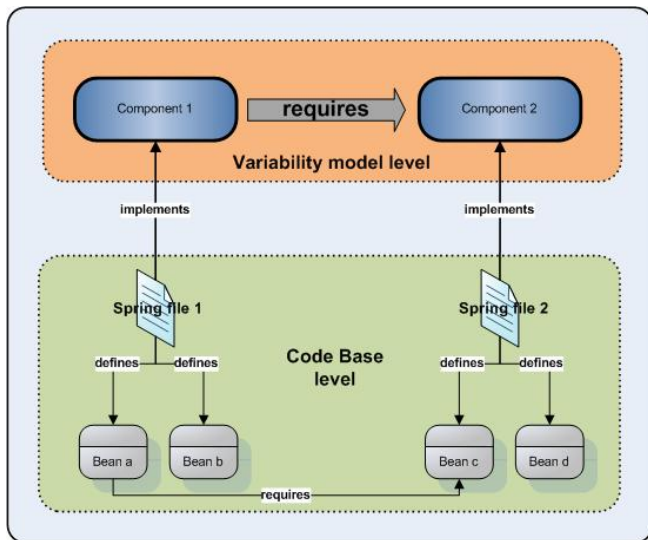 Component 1
requires
Component 2
Variability model level
implements
implements
Spring file 1
Spring file 2
Code Base
level
defines
defines
defines
defines
Bean a
Bean b
Bean c
Bean d
requires